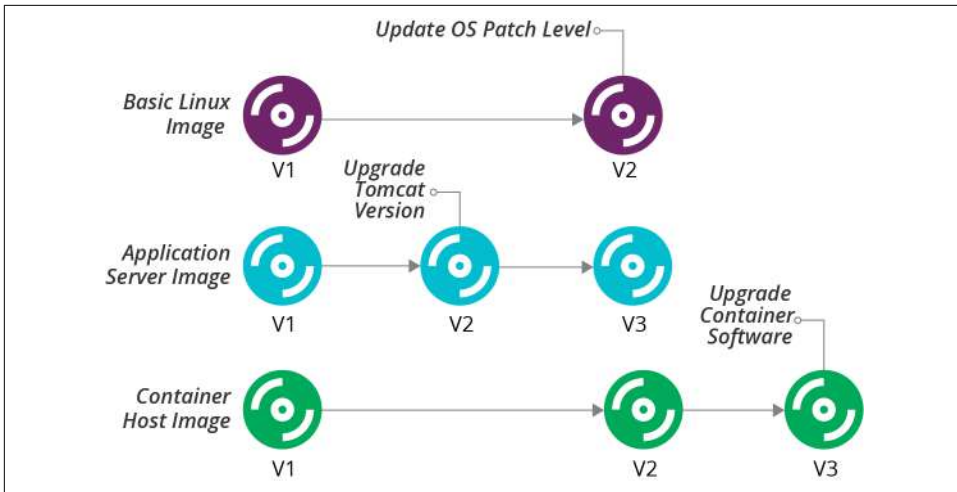 Update OS Patch Level
Basic Linux
Image
V1
V2
Upgrade
Tomcat
Version
Application
Server Image
V1
V2
V3
Upgrade
Container
Software
Container
Host Image
V1
V2
V3